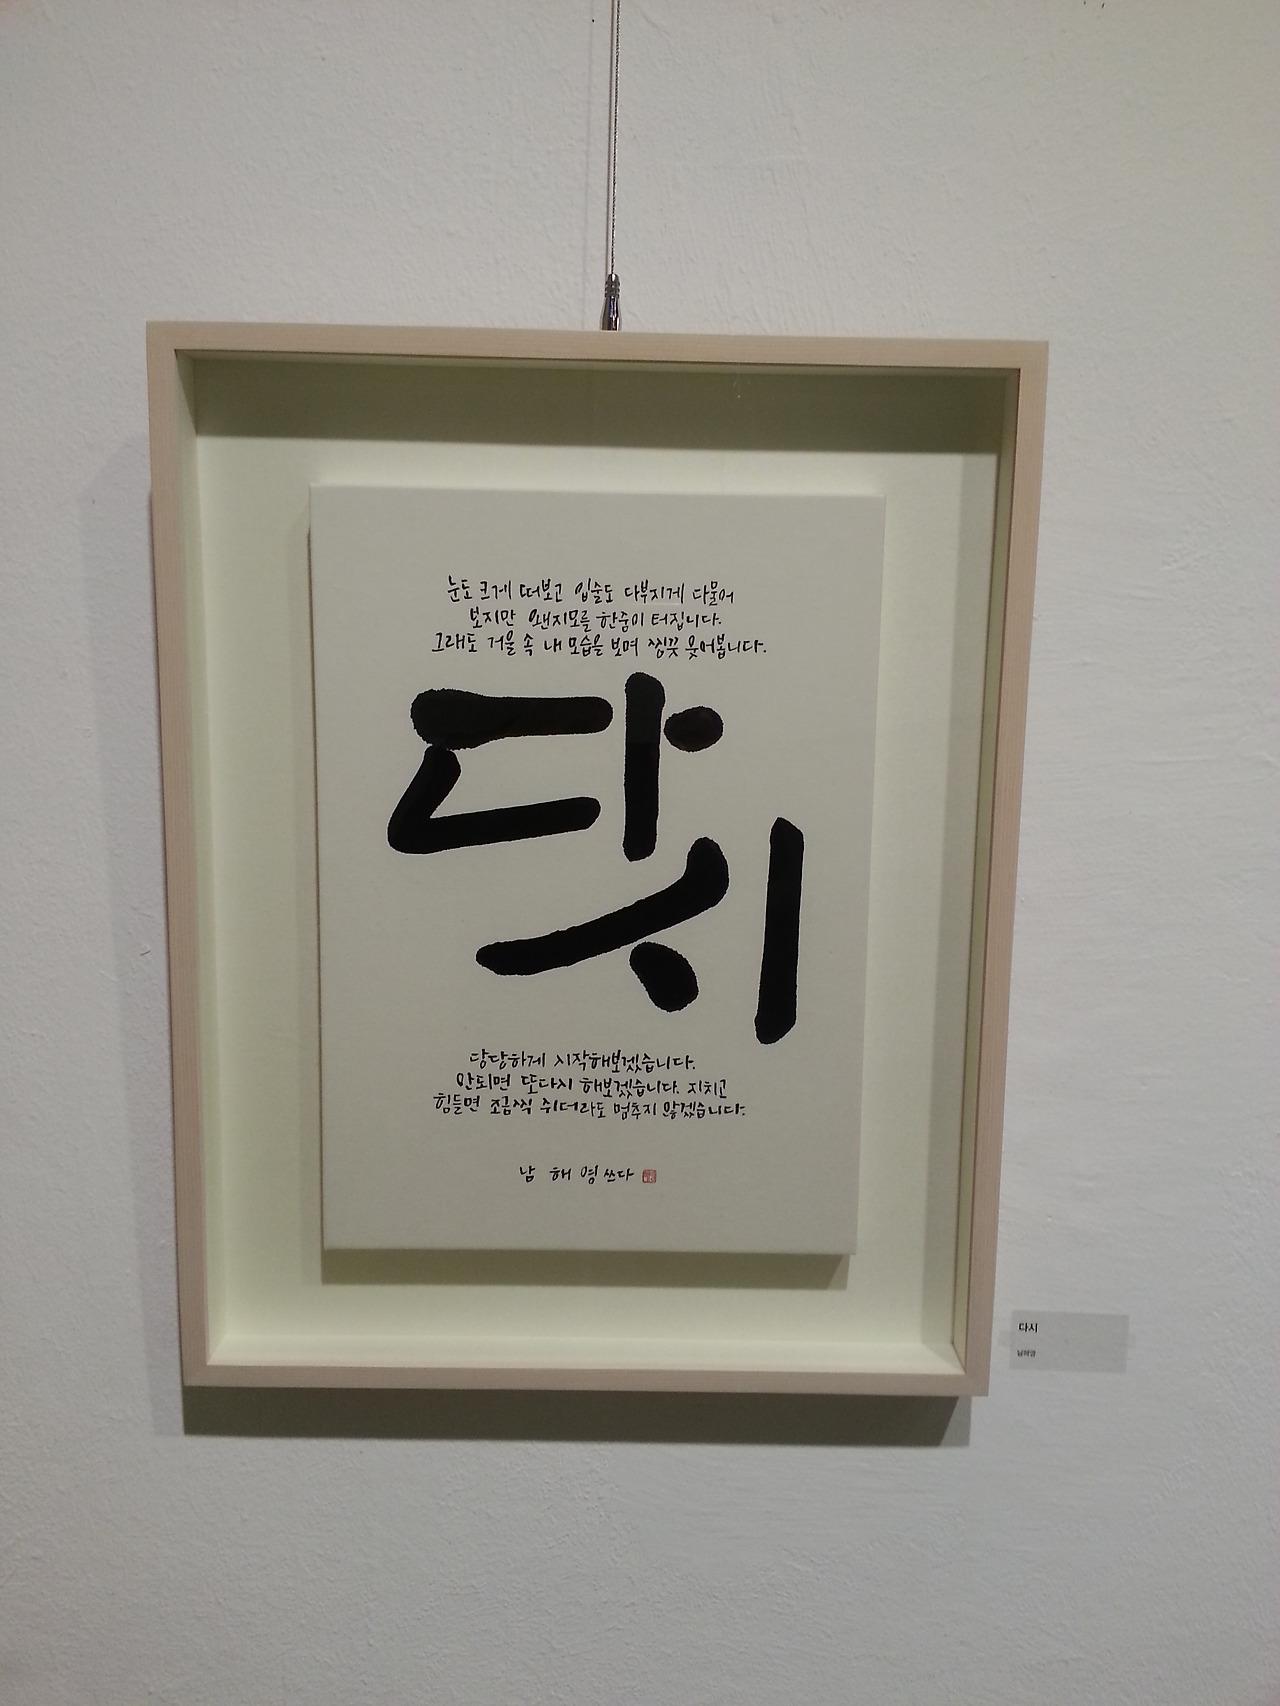 눈도 크게 떠보고 입술도 다부지게 다물어
보지만 왠지모를 한줌이 터집니다.
그래도 거울 속 내 모습을 보며 찡끗 웃어봅니다.
다시
당당하게 시작해보겠습니다.
안되면 또다시 해보겠습니다. 지치고
힘들면 조금씩 쉬더라도 멈추지 않겠습니다.
남 해 영 쓰다
다시
남해영